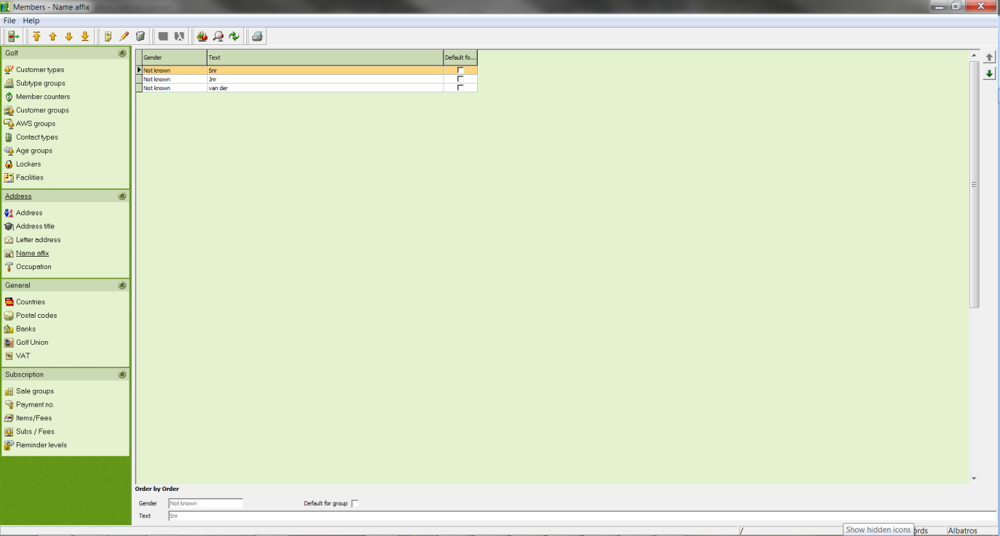 Members - Name affix
File Help
Golf
Customer types
Subtype groups
Member counters
Customer groups
AWS groups
Contact types
Age groups
Lockers
Facilities
Address
Address
Address title
Letter address
Name affix
Occupation
General
Countries
Postal codes
Banks
Golf Union
VAT
Subscription
Sale groups
Payment no.
Items/Fees
Subs / Fees
Reminder levels
Gender Text Default fo...
Not known Snr
Not known Jnr
Not known van der
Order by Order
Gender Not known Default for group
Text Snr
/ Show hidden icons ords Albatros